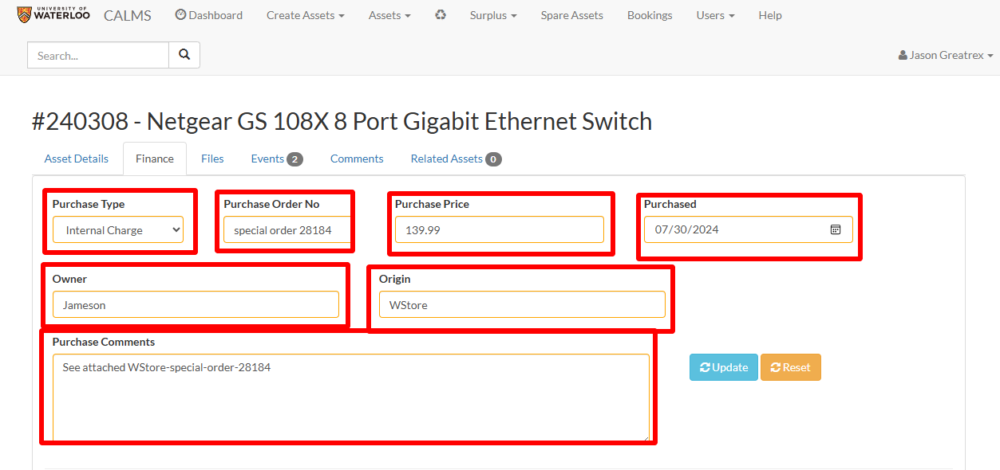 UNIVERSITY OF
WATERLOO CALMS Dashboard Create Assets Assets Surplus Spare Assets Bookings Users Help
Search... Jason Greatrex
#240308 - Netgear GS 108X 8 Port Gigabit Ethernet Switch
Asset Details Finance Files Events 2 Comments Related Assets 0
Purchase Type Purchase Order No Purchase Price Purchased
Internal Charge special order 28184 139.99 07/30/2024
Owner Origin
Jameson WStore
Purchase Comments
See attached WStore-special-order-28184
Update Reset